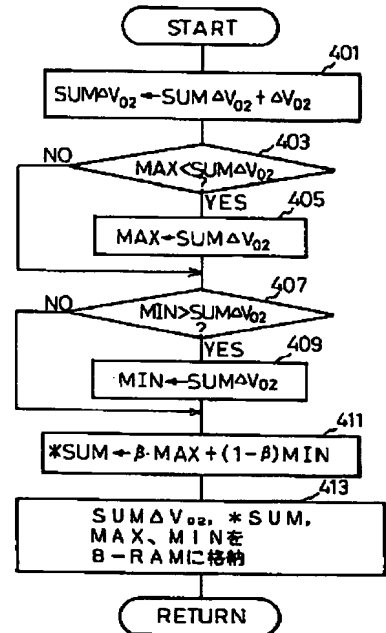 START
401
SUMΔV₀₂←SUMΔV₀₂+ΔV₀₂
403
NO
MAX<SUMΔV₀₂
?
YES
405
MAX←SUMΔV₀₂
407
NO
MIN>SUMΔV₀₂
?
YES
409
MIN←SUMΔV₀₂
411
*SUM←β·MAX+(1-β)MIN
413
SUMΔV₀₂, *SUM,
MAX、MINを
B-RAMに格納
RETURN